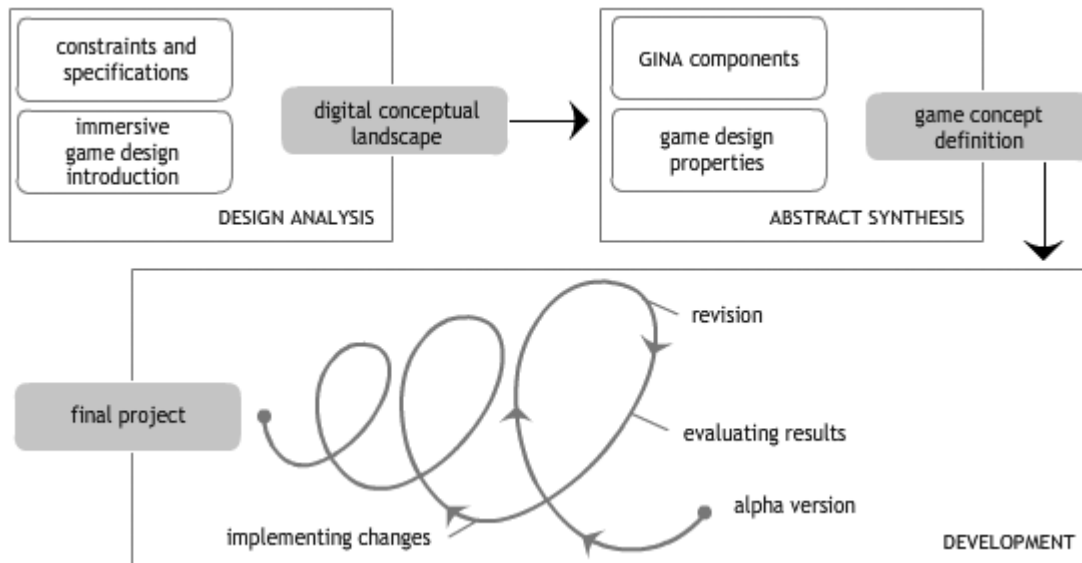 constraints and
specifications
immersive
game design
introduction
digital conceptual
landscape
DESIGN ANALYSIS
GINA components
game design
properties
game concept
definition
ABSTRACT SYNTHESIS
revision
final project
evaluating results
alpha version
implementing changes
DEVELOPMENT